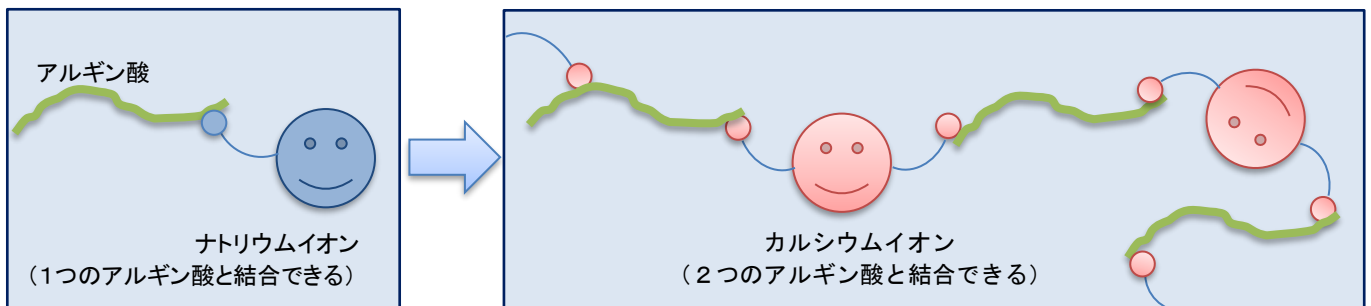 アルギン酸
ナトリウムイオン
（１つのアルギン酸と結合できる）
カルシウムイオン
（２つのアルギン酸と結合できる）